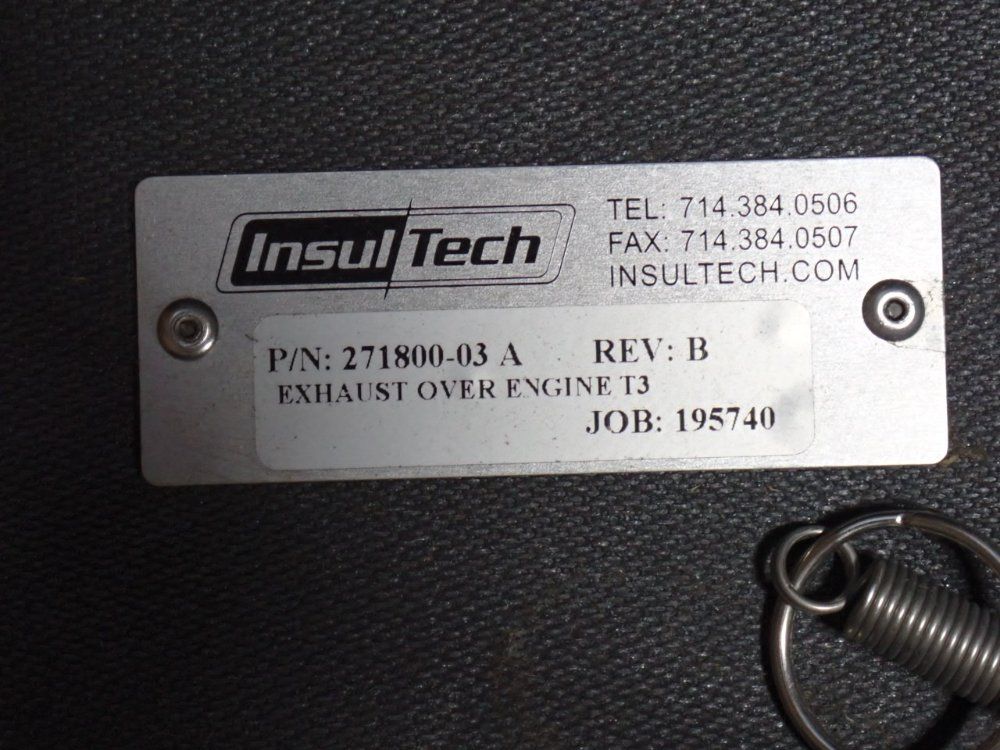 InsulTech
TEL: 714.384.0506
FAX: 714.384.0507
INSULTECH.COM
P/N: 271800-03 A REV: B
EXHAUST OVER ENGINE T3
JOB: 195740